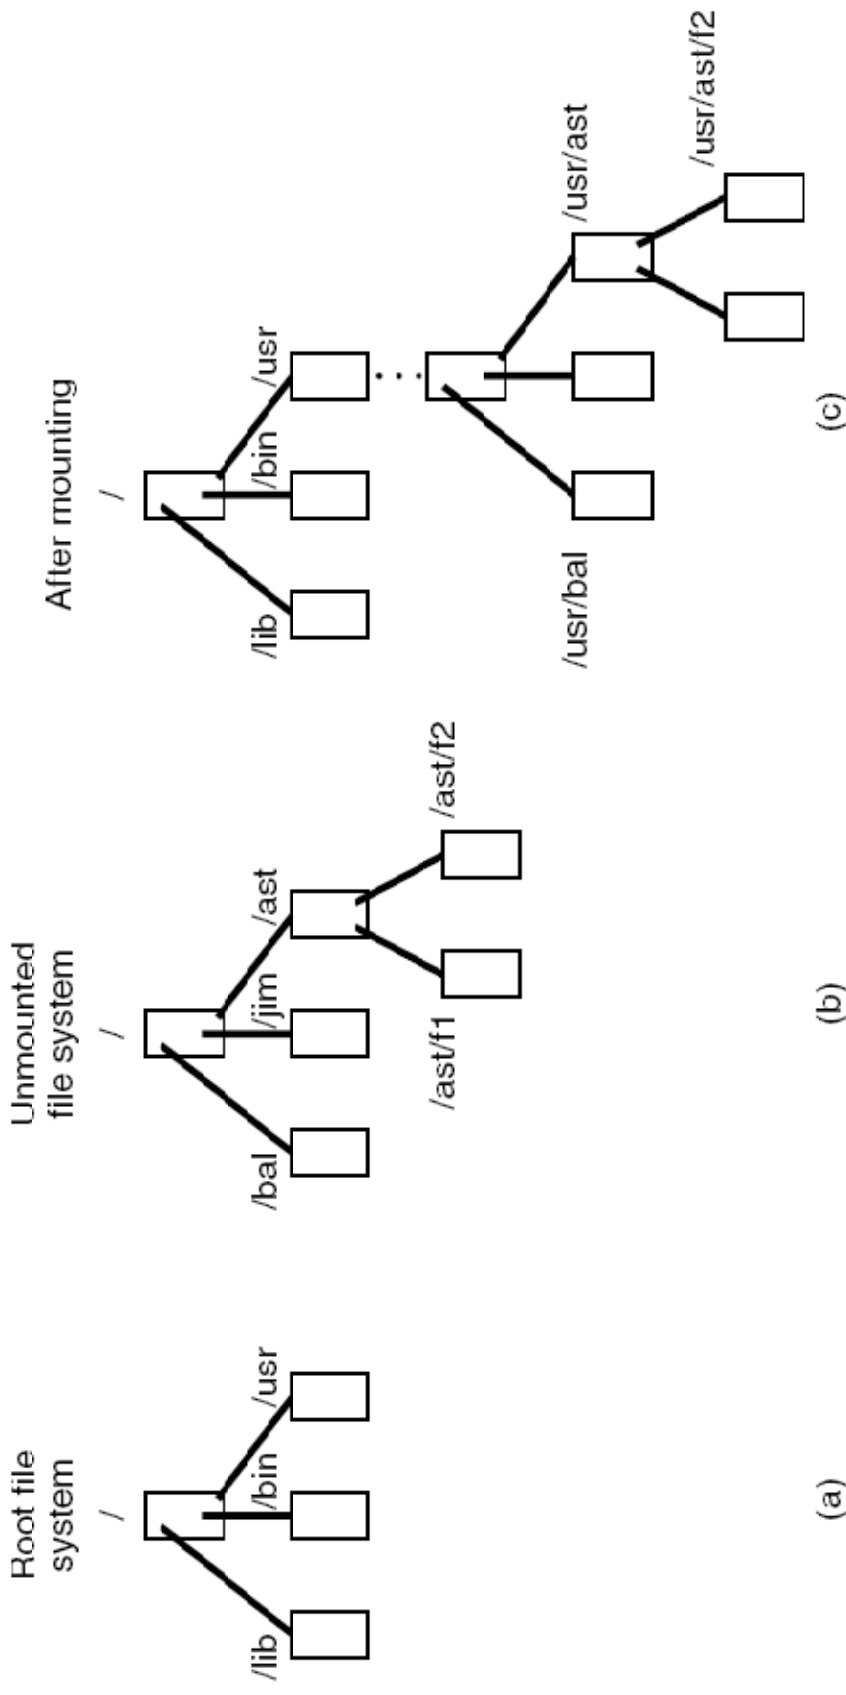 Root file
system
/
/lib
/bin
/usr
(a)
Unmounted
file system
/
/bal
/jim
/ast
/ast/f1
/ast/f2
(b)
After mounting
/
/lib
/bin
/usr
/usr/bal
/usr/ast
/usr/ast/f2
(c)